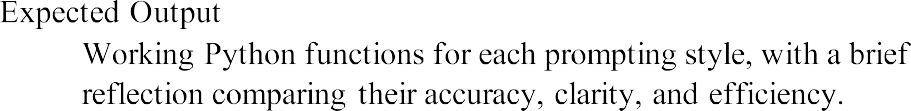 Expected Output
Working Python functions for each prompting style, with a brief
reflection comparing their accuracy, clarity, and efficiency.